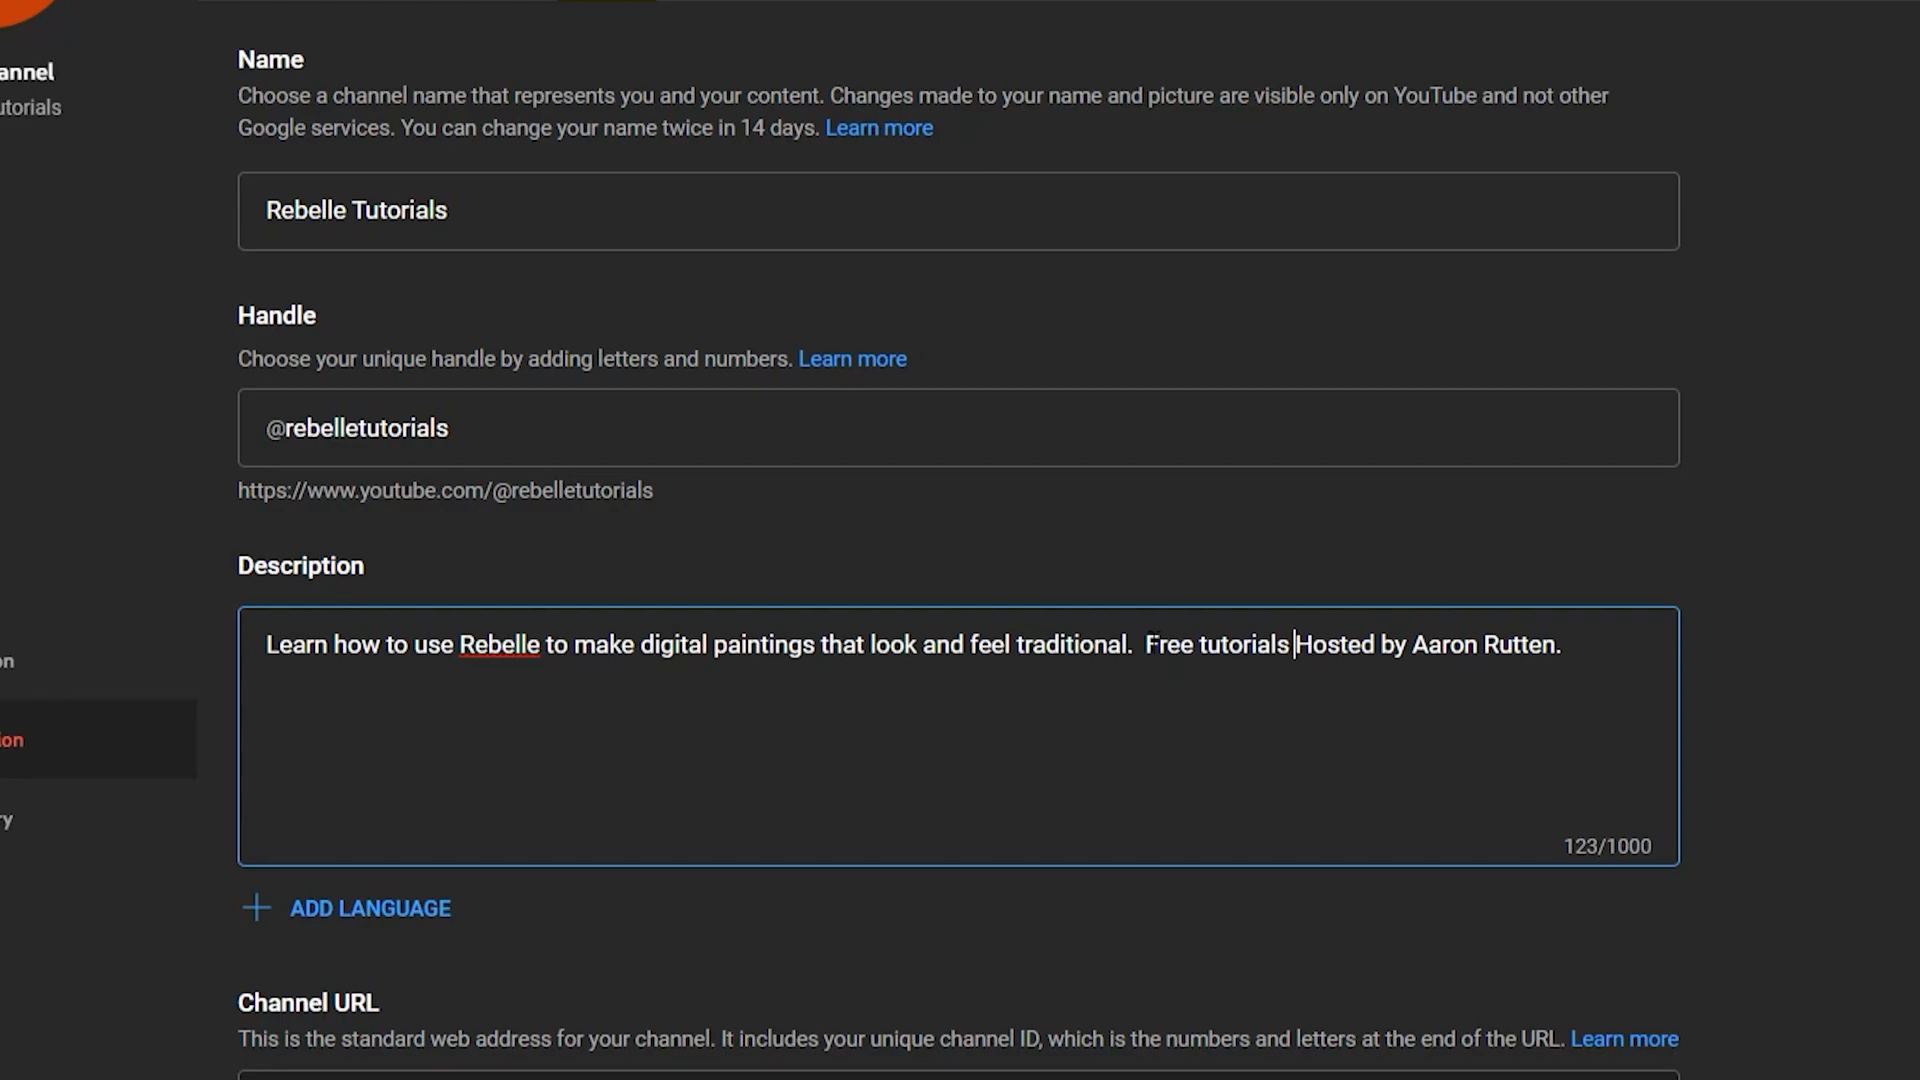 Name
annel
Choose a channel name that represents you and your content. Changes made to your name and picture are visible only on YouTube and not other
utorials
Google services. You can change your name twice in 14 days. Learn more
Rebelle Tutorials
Handle
Choose your unique handle by adding letters and numbers. Learn more
@rebelletutorials
https://www.youtube.com/@rebelletutorials
Description
Learn how to use Rebelle to make digital paintings that look and feel traditional.  Free tutorials Hosted by Aaron Rutten.
on
ion
ry
123/1000
ADD LANGUAGE
Channel URL
This is the standard web address for your channel. It includes your unique channel ID, which is the numbers and letters at the end of the URL. Learn more